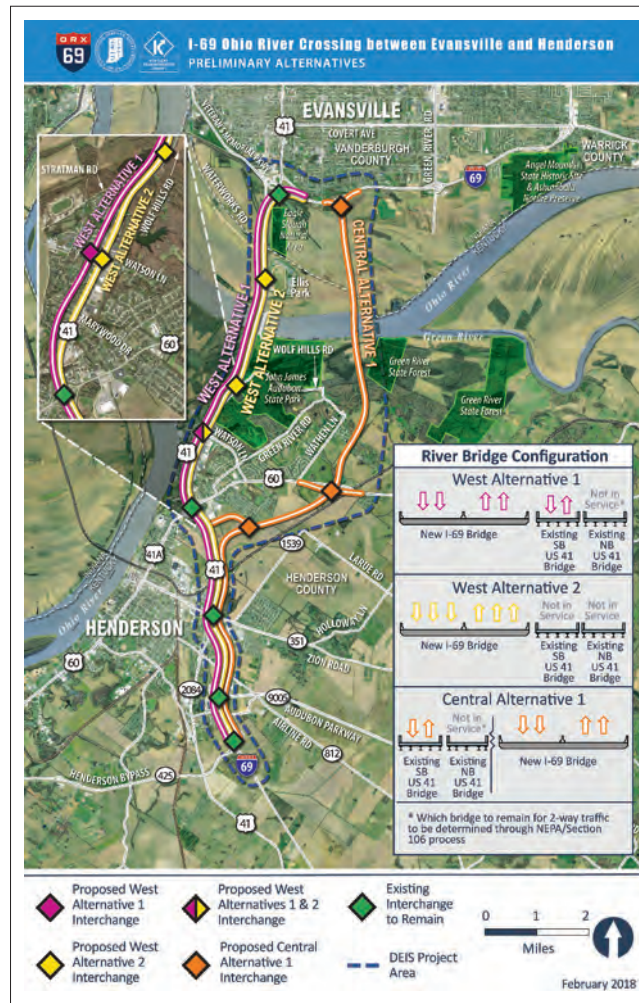 ORX
69
I-69 Ohio River Crossing between Evansville and Henderson
PRELIMINARY ALTERNATIVES
EVANSVILLE
41
COVERT AVE
VANDERBURGH
COUNTY
VETERANS MEMORIAL PKWY
WATERWORKS RD
GREEN RIVER RD
69
WARRICK
COUNTY
Angel Mounds
State Historic Site
& Ashumbala
Nature Preserve
STRATMAN RD
WEST ALTERNATIVE 1
WEST ALTERNATIVE 2
WOLF HILLS RD
WATSON LN
41
MARYWOOD DR
60
Eagle
Slough
Natural
Area
CENTRAL ALTERNATIVE 1
Ellis
Park
INDIANA
KENTUCKY
Ohio River
Green River
WEST ALTERNATIVE 1
WEST ALTERNATIVE 2
WOLF HILLS RD
John James
Audubon
State Park
Green River
State Forest
Green River
State Forest
WATSON LN
GREEN RIVER RD
WATHEN LN
41
60
41A
1539
LARUE RD
41
HENDERSON
COUNTY
HOLLOWAY LN
Ohio River
HENDERSON
351
ZION ROAD
60
2084
9005
AUDUBON PARKWAY
AIRLINE RD
812
HENDERSON BYPASS
425
69
41
River Bridge Configuration
West Alternative 1
Not in
Service*
New I-69 Bridge
Existing
SB
US 41
Bridge
Existing
NB
US 41
Bridge
West Alternative 2
Not in
Service
Not in
Service
New I-69 Bridge
Existing
SB
US 41
Bridge
Existing
NB
US 41
Bridge
Central Alternative 1
Not in
Service*
Existing
SB
US 41
Bridge
Existing
NB
US 41
Bridge
New I-69 Bridge
* Which bridge to remain for 2-way traffic
to be determined through NEPA/Section
106 process
Proposed West
Alternative 1
Interchange
Proposed West
Alternatives 1 & 2
Interchange
Existing
Interchange
to Remain
Proposed West
Alternative 2
Interchange
Proposed Central
Alternative 1
Interchange
DEIS Project
Area
0 1 2
Miles
February 2018